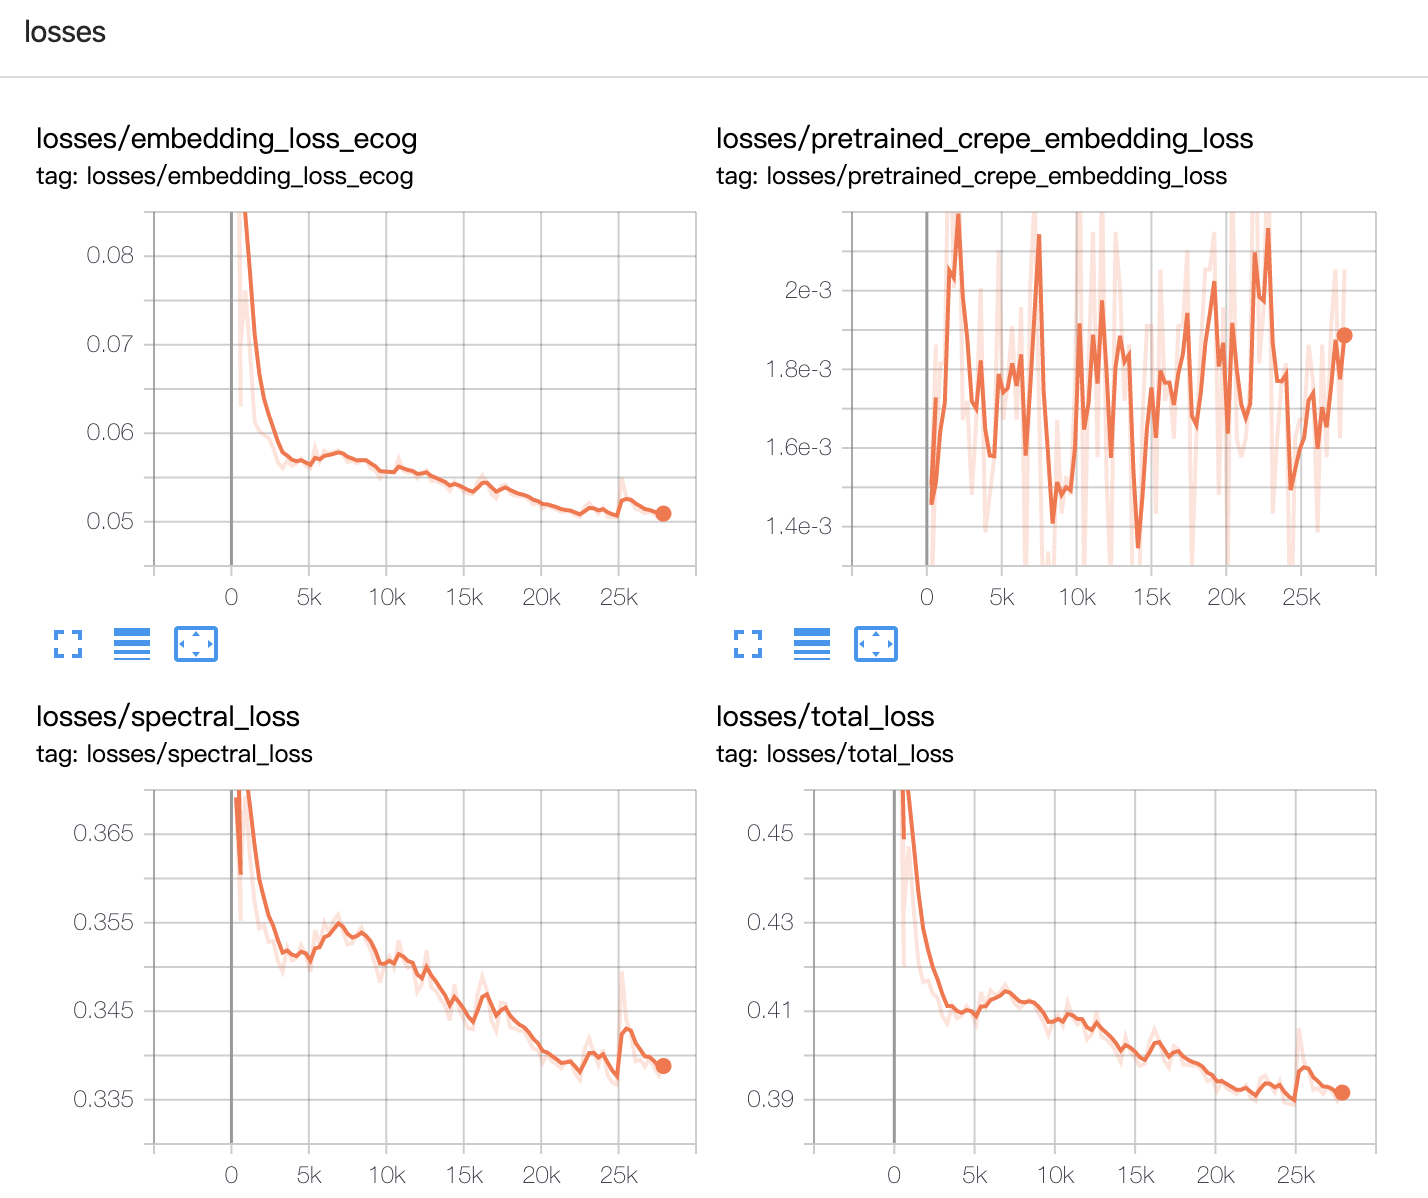 losses
losses/embedding_loss_ecog
tag: losses/embedding_loss_ecog
0.08
0.07
0.06
0.05
0 5k 10k 15k 20k 25k
losses/pretrained_crepe_embedding_loss
tag: losses/pretrained_crepe_embedding_loss
2e-3
1.8e-3
1.6e-3
1.4e-3
0 5k 10k 15k 20k 25k
losses/spectral_loss
tag: losses/spectral_loss
0.365
0.355
0.345
0.335
0 5k 10k 15k 20k 25k
losses/total_loss
tag: losses/total_loss
0.45
0.43
0.41
0.39
0 5k 10k 15k 20k 25k